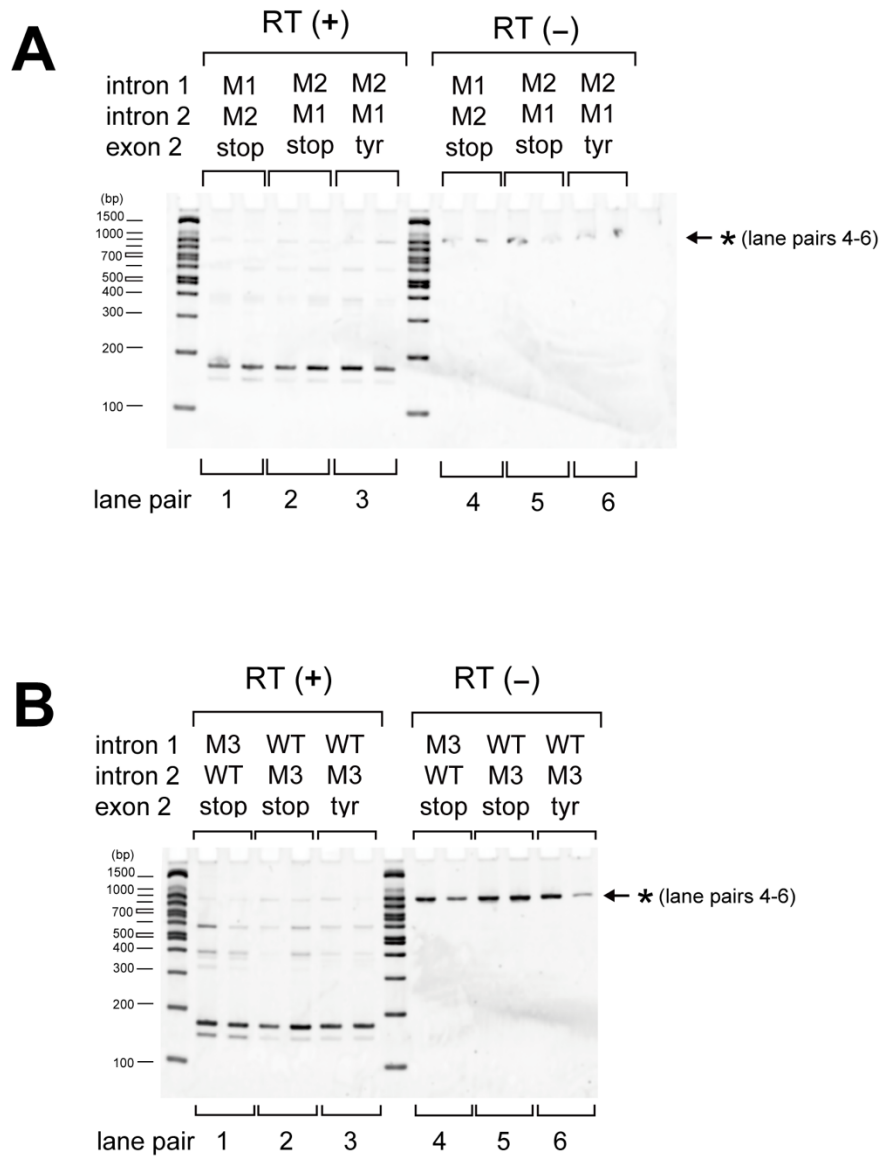 A
RT (+) RT (–)
intron 1 M1 M2 M2 M1 M2 M2
intron 2 M2 M1 M1 M2 M1 M1
exon 2 stop stop tyr stop stop tyr
(bp)
1500
1000
700
500
400
300
200
100
* (lane pairs 4-6)
lane pair 1 2 3 4 5 6
B
RT (+) RT (–)
intron 1 M3 WT WT M3 WT WT
intron 2 WT M3 M3 WT M3 M3
exon 2 stop stop tyr stop stop tyr
(bp)
1500
1000
700
500
400
300
200
100
* (lane pairs 4-6)
lane pair 1 2 3 4 5 6